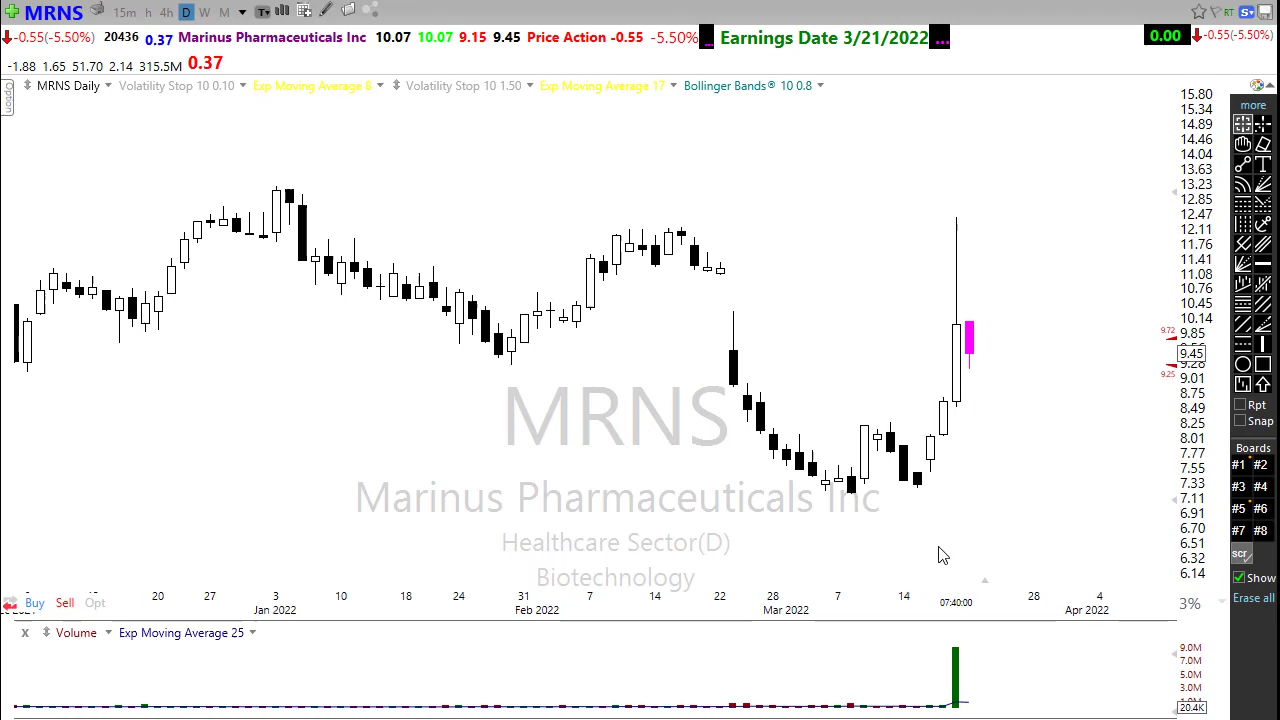 MRNS 15m h 4h D W M T RT S
-0.55(-5.50%) 20436 0.37 Marinus Pharmaceuticals Inc 10.07 10.07 9.15 9.45 Price Action -0.55 -5.50% ... Earnings Date 3/21/2022 ... 0.00 -0.55(-5.50%)
-1.88 1.65 51.70 2.14 315.5M 0.37
Option
MRNS Daily Volatility Stop 10 0.10 Exp Moving Average 8 Volatility Stop 10 1.50 Exp Moving Average 17 Bollinger Bands® 10 0.8
15.80
15.34
14.89
14.46
14.04
13.63
13.23
12.85
12.47
12.11
11.76
11.41
11.08
10.76
10.45
10.14
9.85
9.72
9.45
9.28
9.25
9.01
8.75
8.49
8.25
8.01
7.77
7.55
7.33
7.11
6.91
6.70
6.51
6.32
6.14
more
T
Rpt
Snap
Boards
#1 #2
#3 #4
#5 #6
#7 #8
scr
Show
Erase all
MRNS
Marinus Pharmaceuticals Inc
Healthcare Sector(D)
Biotechnology
Buy Sell Opt
20 27 3 10 18 24 7 14 22 28 7 14 07:40:00 28 4
Jan 2022 Feb 2022 Mar 2022 Apr 2022
3%
x Volume Exp Moving Average 25
9.0M
7.0M
5.0M
3.0M
20.4K